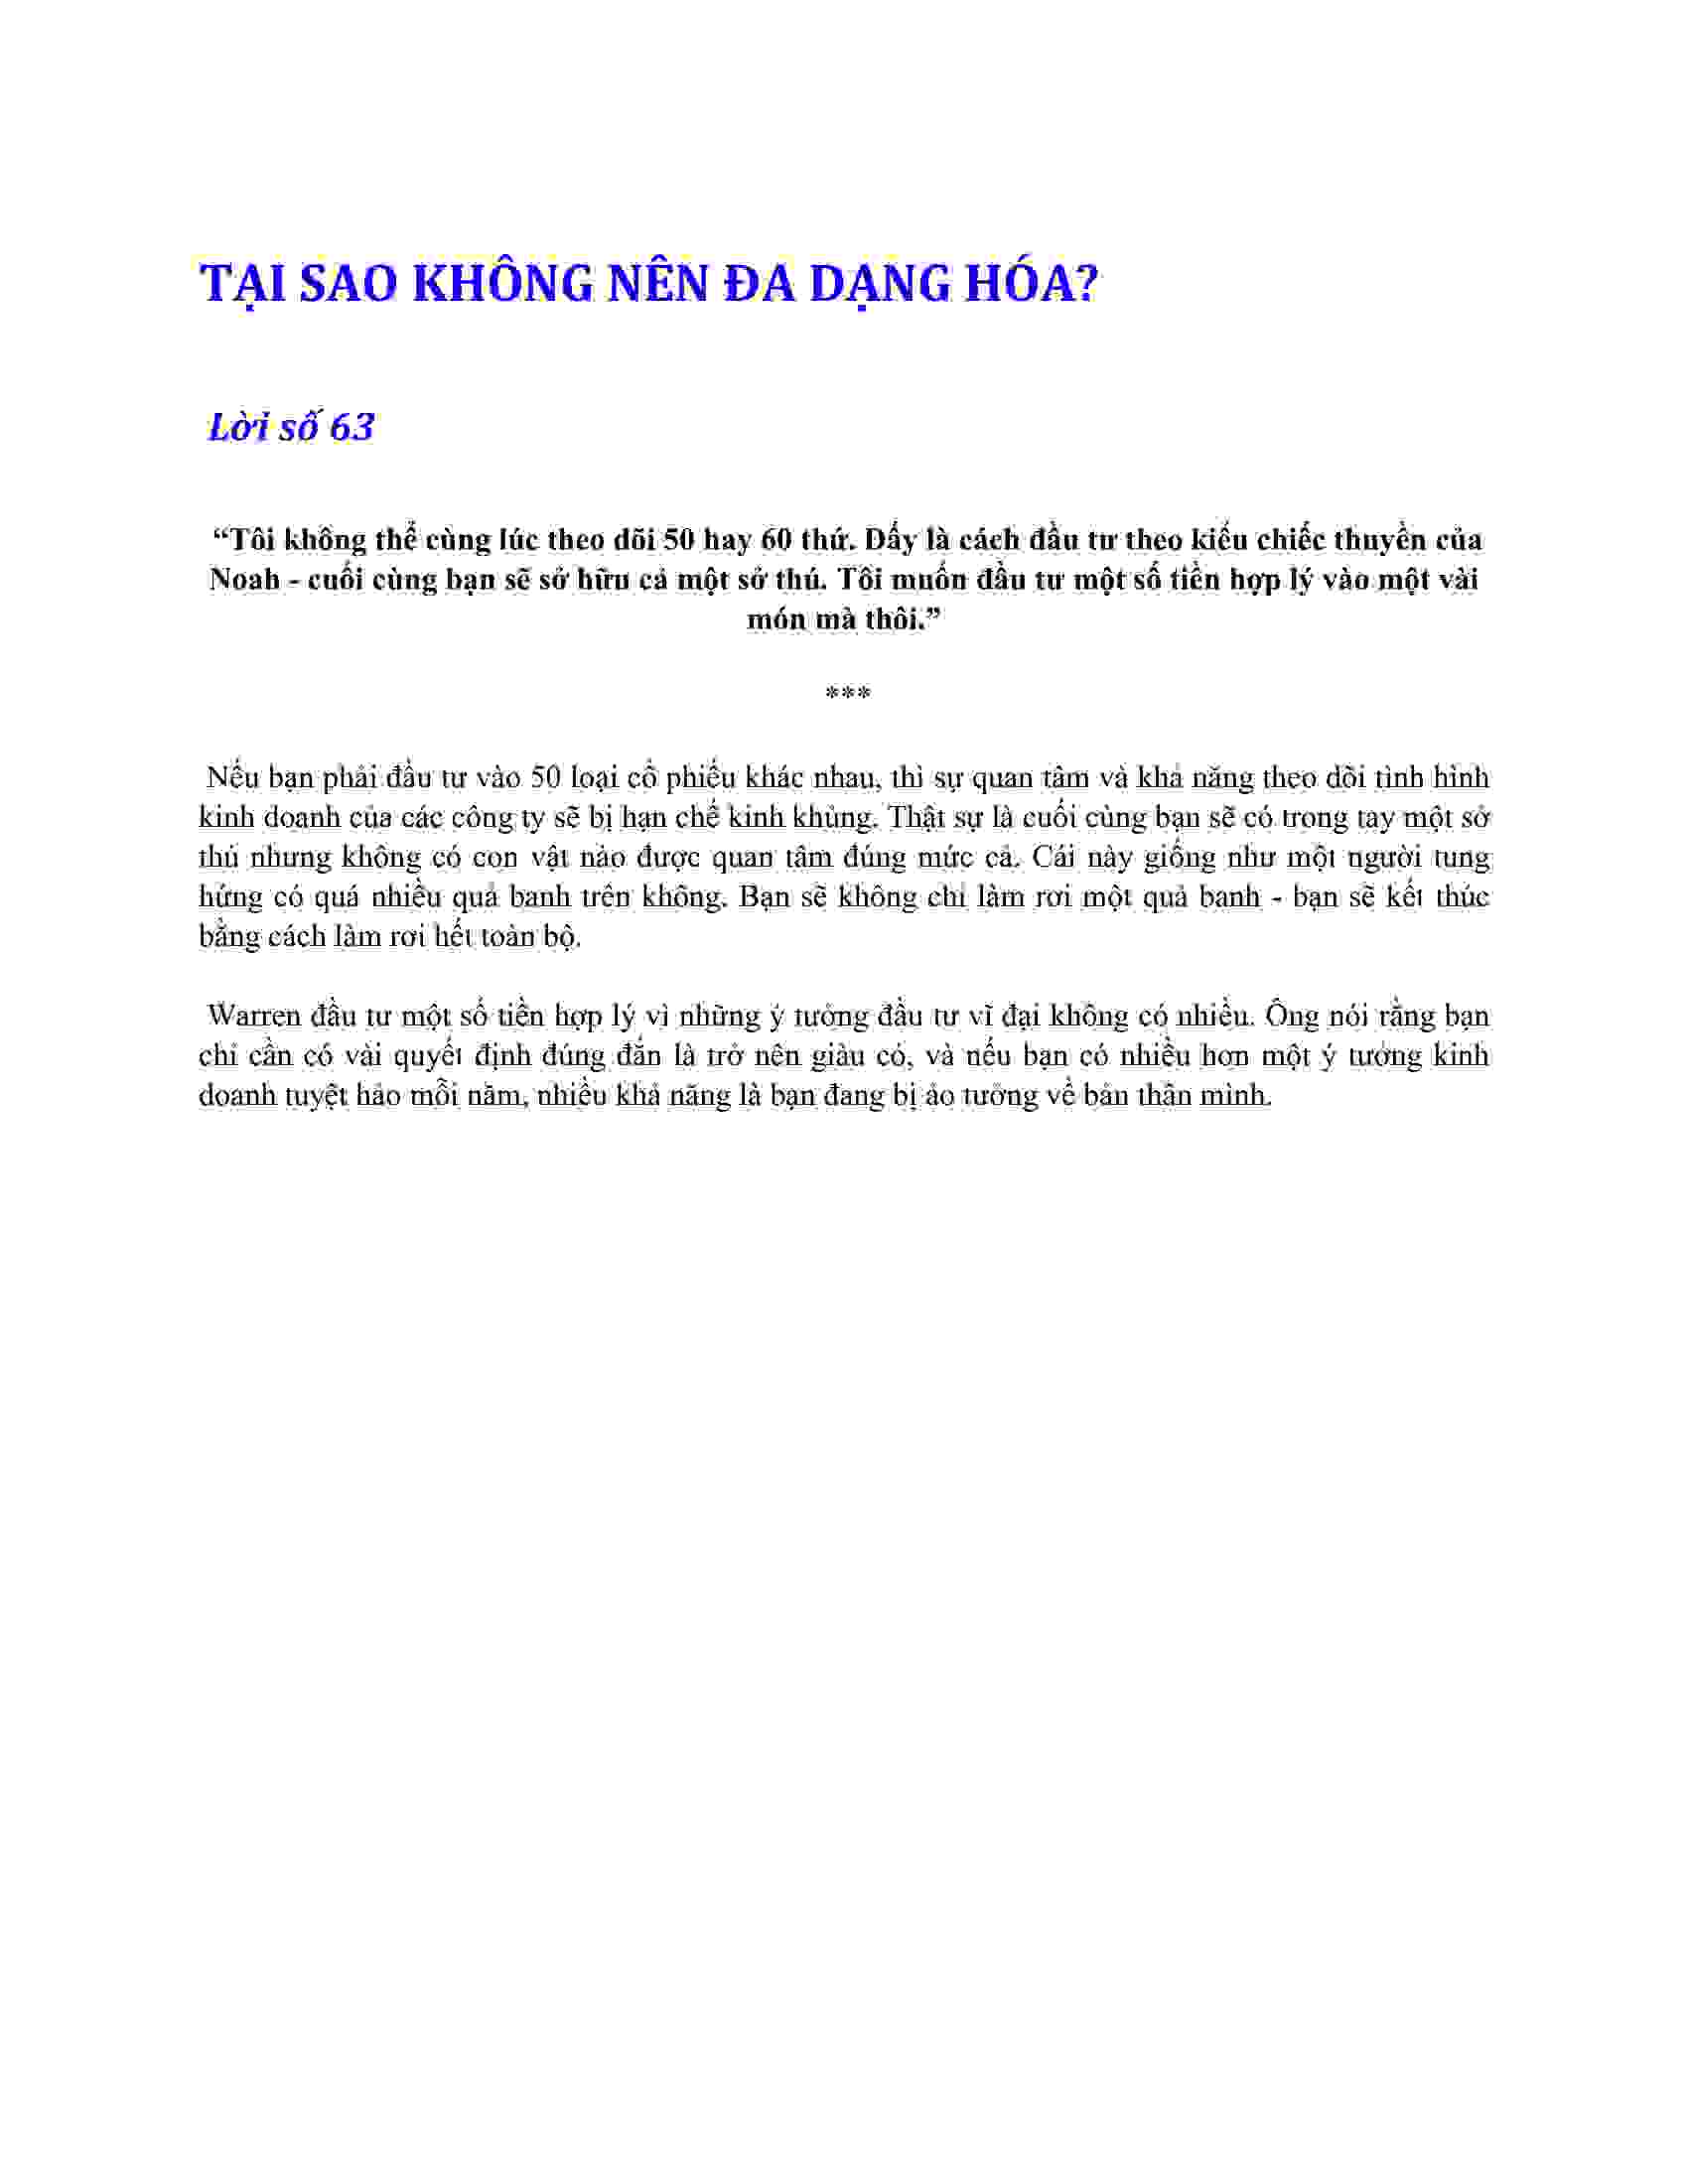 TẠI SAO KHÔNG NÊN ĐA DẠNG HÓA?
Lời số 63
“Tôi không thể cùng lúc theo dõi 50 hay 60 thứ. Đấy là cách đầu tư theo kiểu chiếc thuyền của
Noah - cuối cùng bạn sẽ sở hữu cả một sở thú. Tôi muốn đầu tư một số tiền hợp lý vào một vài
món mà thôi.”
***
Nếu bạn phải đầu tư vào 50 loại cổ phiếu khác nhau, thì sự quan tâm và khả năng theo dõi tình hình
kinh doanh của các công ty sẽ bị hạn chế kinh khủng. Thật sự là cuối cùng bạn sẽ có trong tay một sở
thú nhưng không có con vật nào được quan tâm đúng mức cả. Cái này giống như một người tung
hứng có quá nhiều quả banh trên không. Bạn sẽ không chỉ làm rơi một quả banh - bạn sẽ kết thúc
bằng cách làm rơi hết toàn bộ.
Warren đầu tư một số tiền hợp lý vì những ý tưởng đầu tư vĩ đại không có nhiều. Ông nói rằng bạn
chỉ cần có vài quyết định đúng đắn là trở nên giàu có, và nếu bạn có nhiều hơn một ý tưởng kinh
doanh tuyệt hảo mỗi năm, nhiều khả năng là bạn đang bị ảo tưởng về bản thân mình.